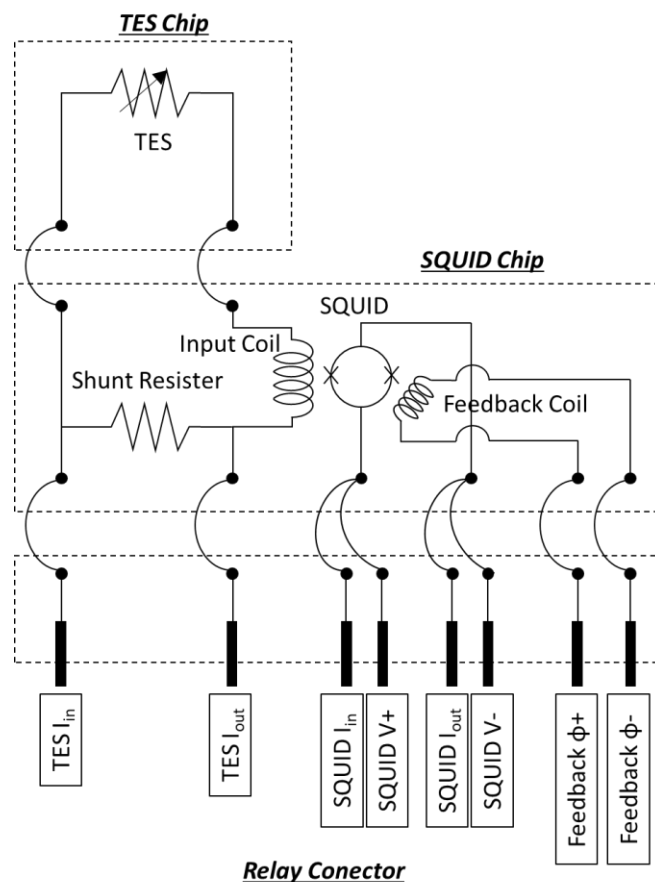 TES Chip
TES
SQUID Chip
SQUID
Input Coil
Shunt Resister
Feedback Coil
TES Iin
TES Iout
SQUID Iin
SQUID V+
SQUID Iout
SQUID V-
Feedback ϕ+
Feedback ϕ-
Relay Conector